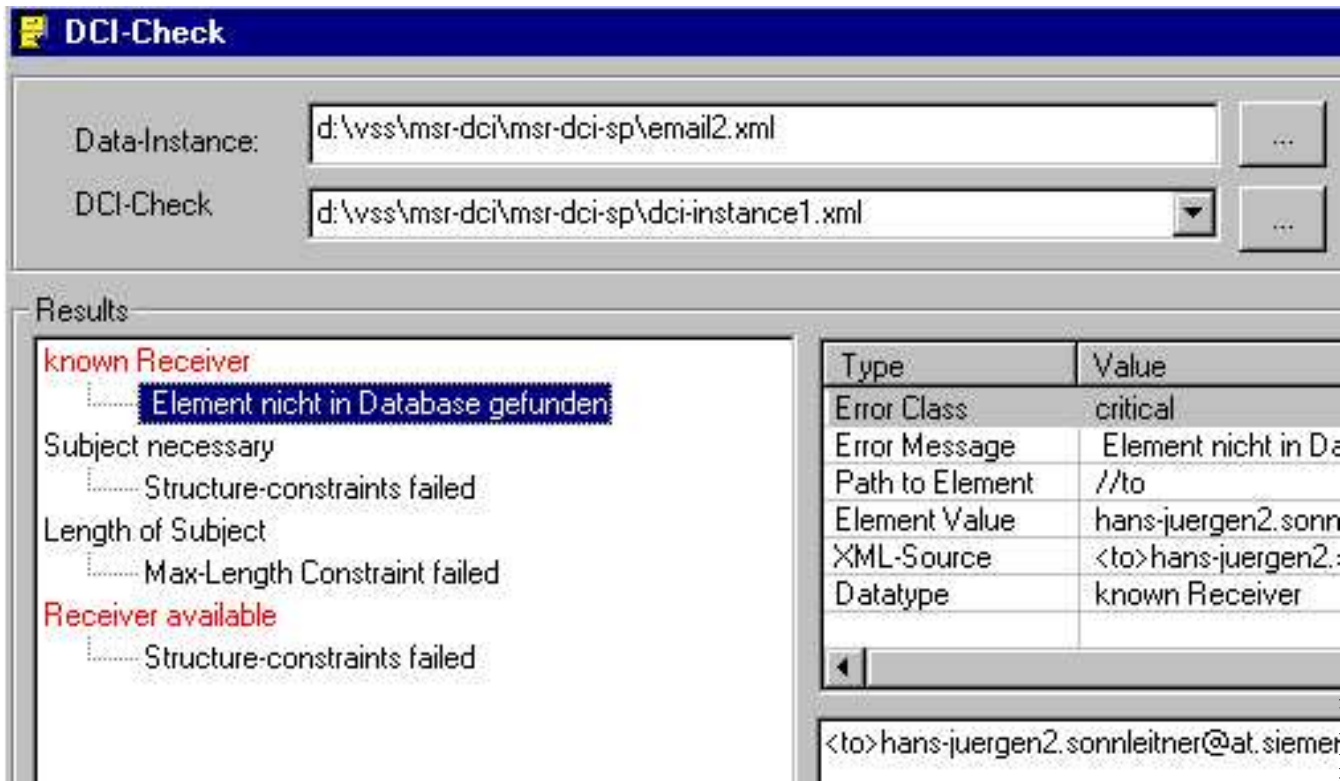 DCI-Check
Data-Instance:
d:\vss\msr-dci\msr-dci-sp\email2.xml
...
DCI-Check
d:\vss\msr-dci\msr-dci-sp\dci-instance1.xml
...
Results
known Receiver
Element nicht in Database gefunden
Subject necessary
Structure-constraints failed
Length of Subject
Max-Length Constraint failed
Receiver available
Structure-constraints failed
Type Value
Error Class critical
Error Message Element nicht in Da
Path to Element //to
Element Value hans-juergen2.sonn
XML-Source <to>hans-juergen2.
Datatype known Receiver
<to>hans-juergen2.sonnleitner@at.siemen